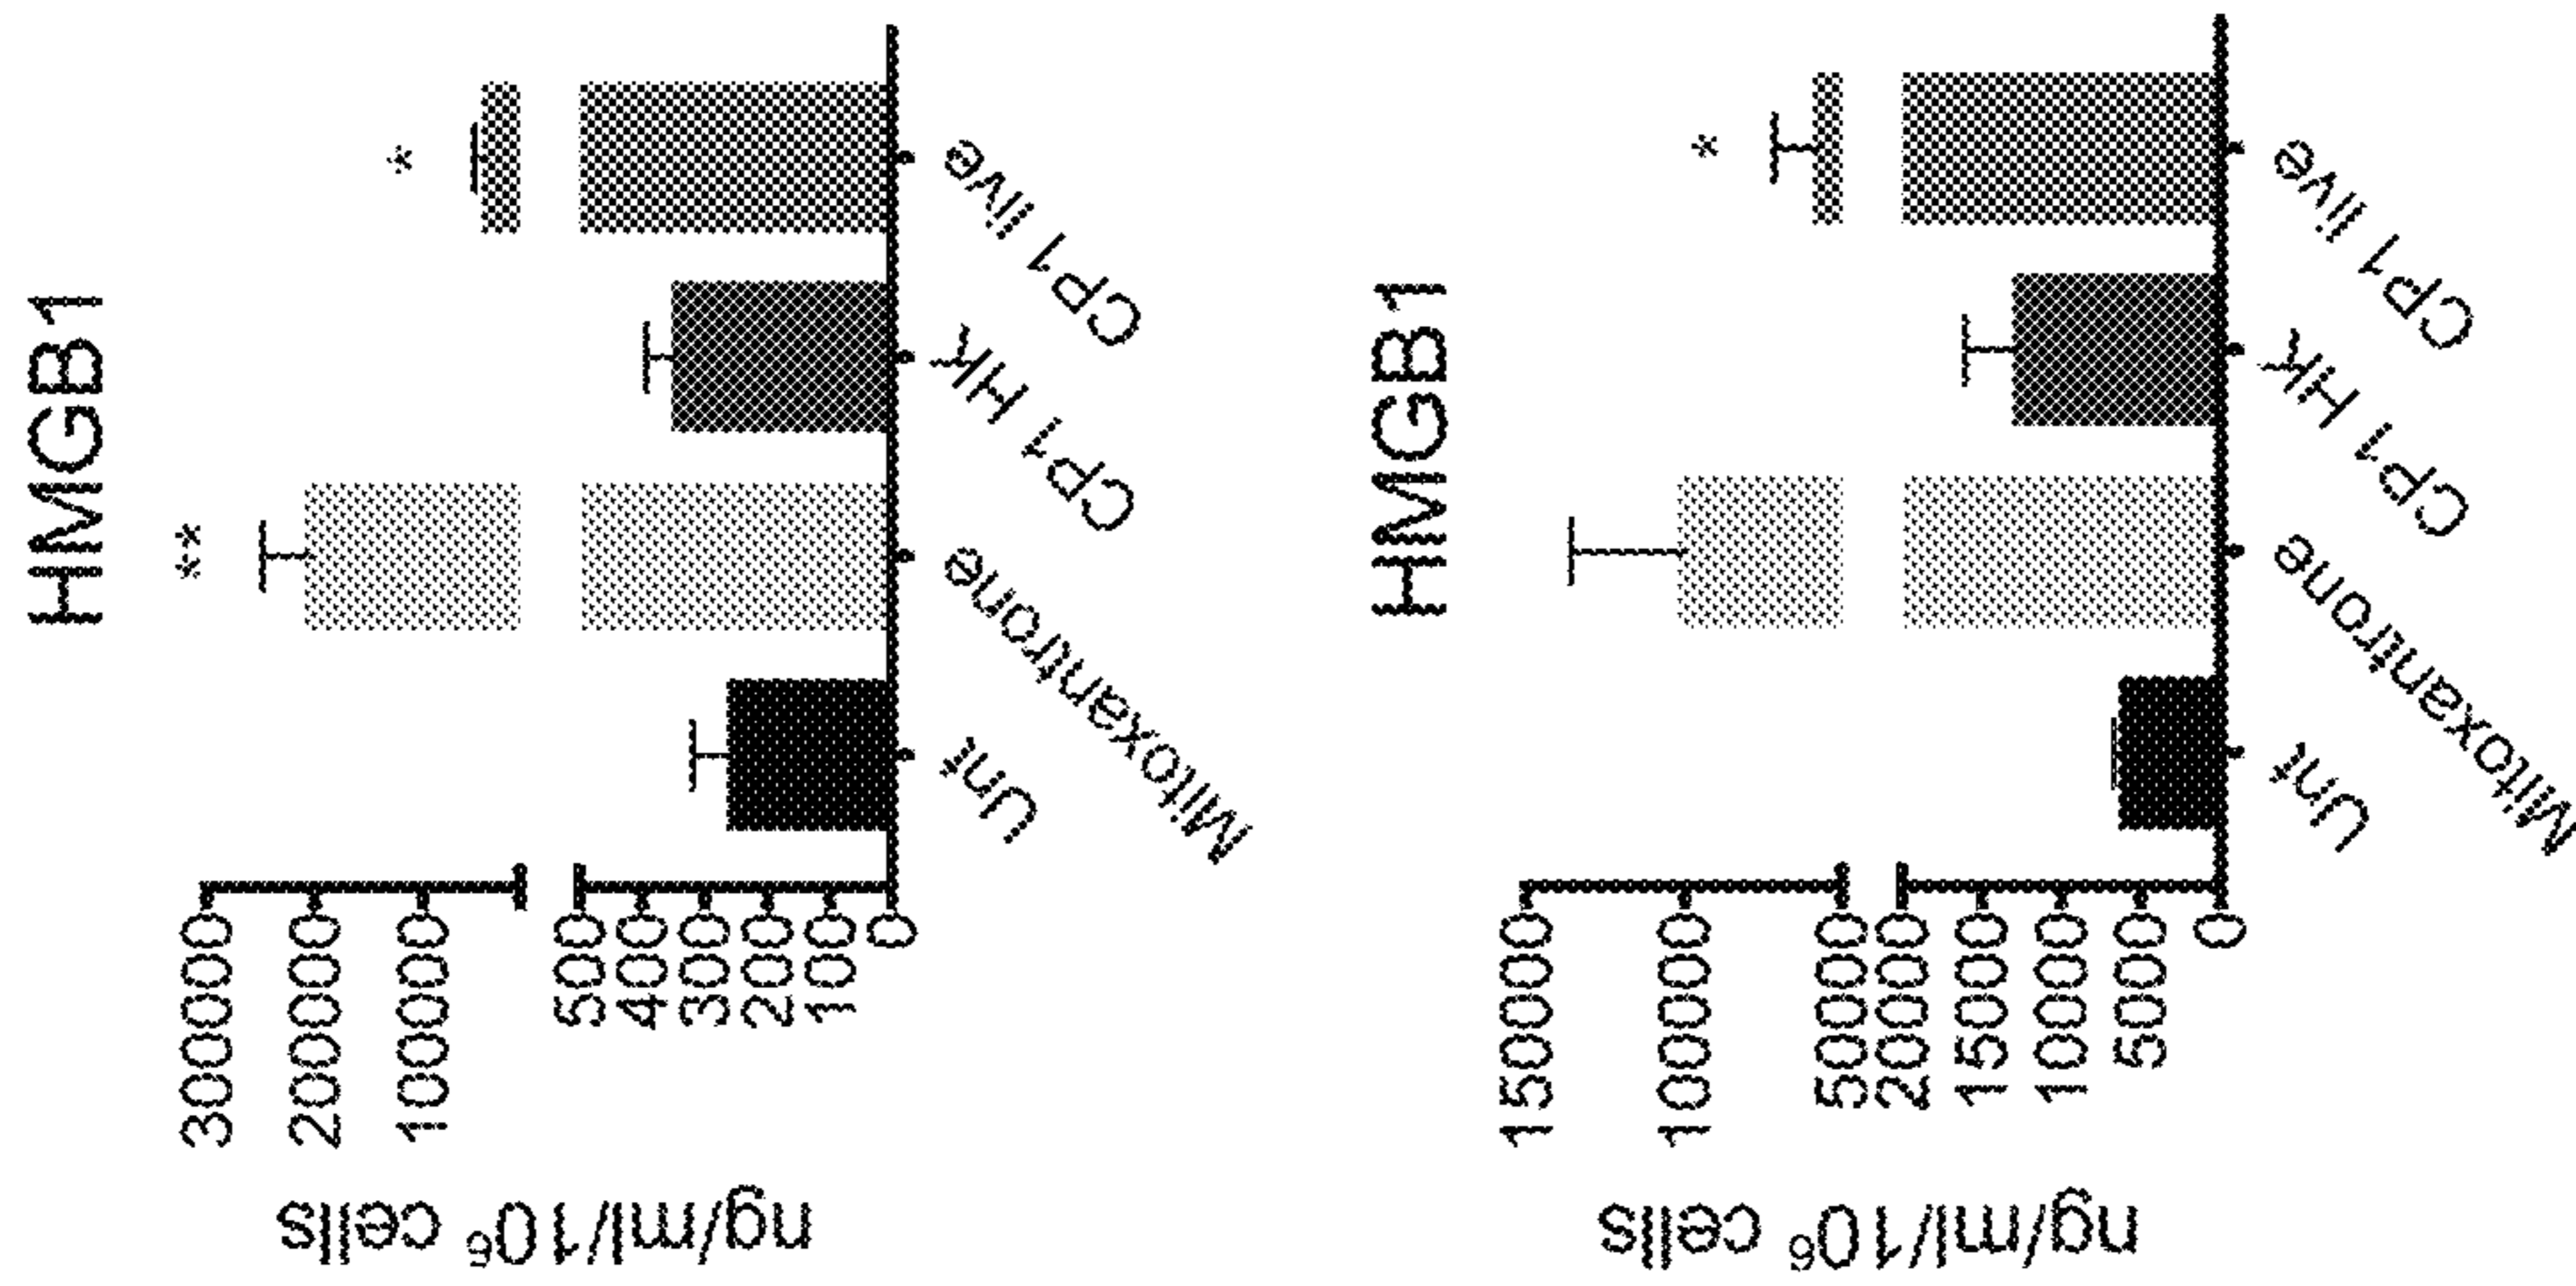 HMGB1
ng/ml/10⁶ cells
300000
200000
100000
500
400
300
200
100
0
**
*
Unt
Mitoxantrone
CP1 HK
CP1 live
HMGB1
ng/ml/10⁶ cells
150000
100000
50000
20000
15000
10000
5000
0
*
Unt
Mitoxantrone
CP1 HK
CP1 live